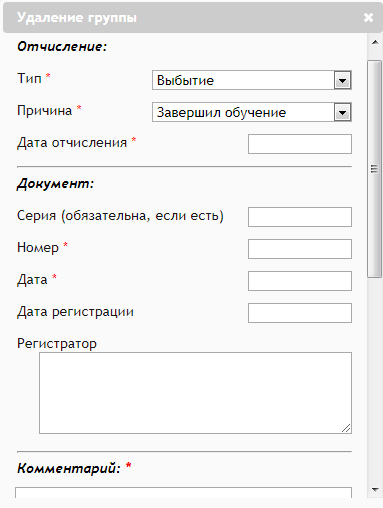 Удаление группы
Отчисление:
Тип *
Выбытие
Причина *
Завершил обучение
Дата отчисления *
Документ:
Серия (обязательна, если есть)
Номер *
Дата *
Дата регистрации
Регистратор
Комментарий: *